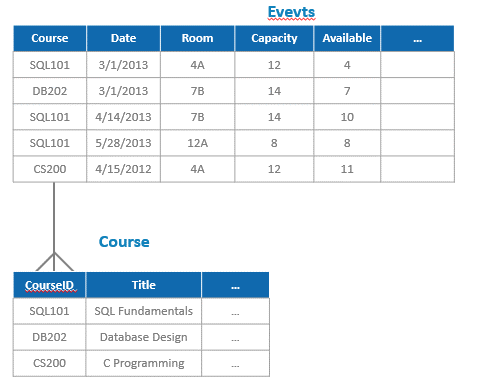 Evevts
Course Date Room Capacity Available ...
SQL101 3/1/2013 4A 12 4
DB202 3/1/2013 7B 14 7
SQL101 4/14/2013 7B 14 10
SQL101 5/28/2013 12A 8 8
CS200 4/15/2012 4A 12 11
Course
CourseID Title ...
SQL101 SQL Fundamentals ...
DB202 Database Design ...
CS200 C Programming ...